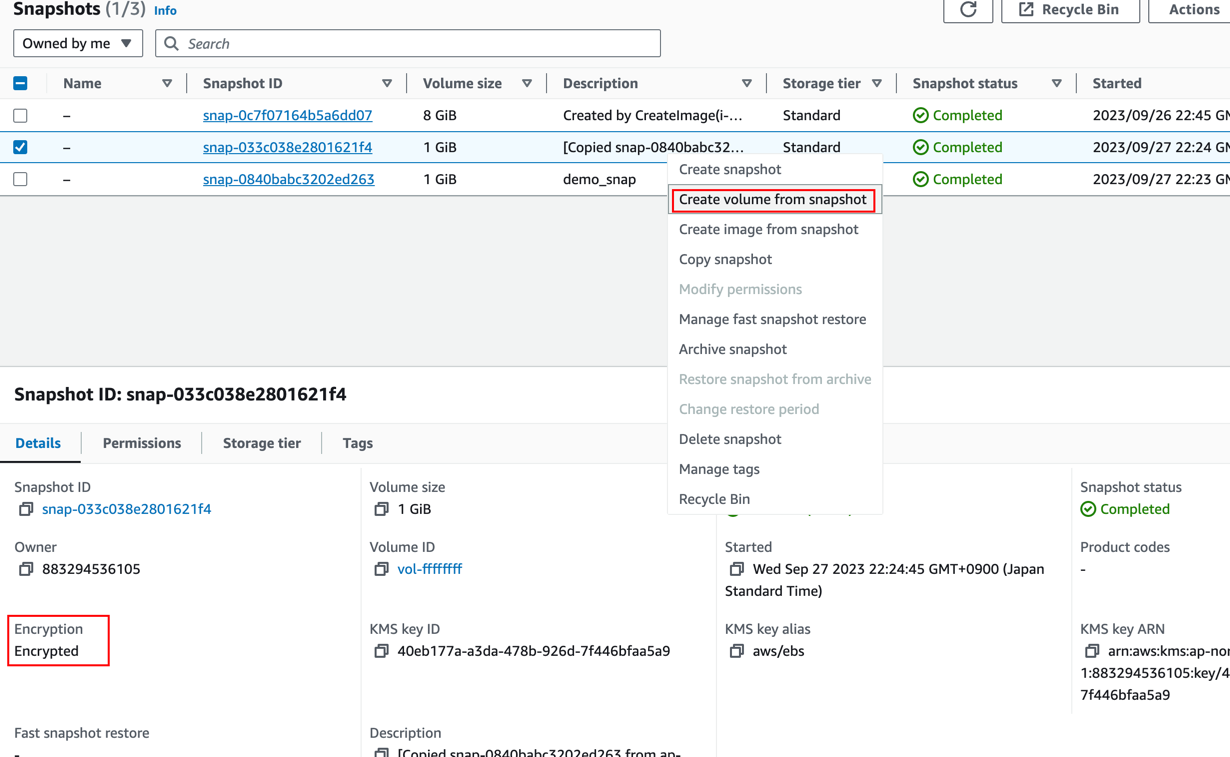 Snapshots (1/3) Info
Recycle Bin
Actions
Owned by me
Search
Name Snapshot ID Volume size Description Storage tier Snapshot status Started
– snap-0c7f07164b5a6dd07 8 GiB Created by CreateImage(i-... Standard Completed 2023/09/26 22:45 GM
– snap-033c038e2801621f4 1 GiB [Copied snap-0840babc32... Standard Completed 2023/09/27 22:24 GM
– snap-0840babc3202ed263 1 GiB demo_snap Completed 2023/09/27 22:23 GM
Create snapshot
Create volume from snapshot
Create image from snapshot
Copy snapshot
Modify permissions
Manage fast snapshot restore
Archive snapshot
Restore snapshot from archive
Change restore period
Delete snapshot
Manage tags
Recycle Bin
Snapshot ID: snap-033c038e2801621f4
Details Permissions Storage tier Tags
Snapshot ID
snap-033c038e2801621f4
Volume size
1 GiB
Snapshot status
Completed
Owner
883294536105
Volume ID
vol-ffffffff
Started
Wed Sep 27 2023 22:24:45 GMT+0900 (Japan
Standard Time)
Product codes
-
Encryption
Encrypted
KMS key ID
40eb177a-a3da-478b-926d-7f446bfaa5a9
KMS key alias
aws/ebs
KMS key ARN
arn:aws:kms:ap-nor
1:883294536105:key/4
7f446bfaa5a9
Fast snapshot restore
-
Description
[Copied snap-0840babc3202ed263 from ap-